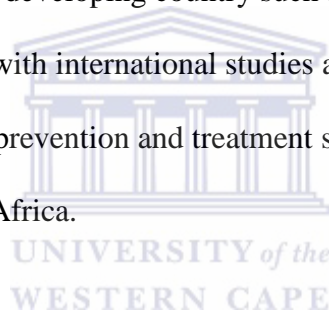 developing country such
with international studies a
prevention and treatment s
Africa.
UNIVERSITY of the
WESTERN CAPE